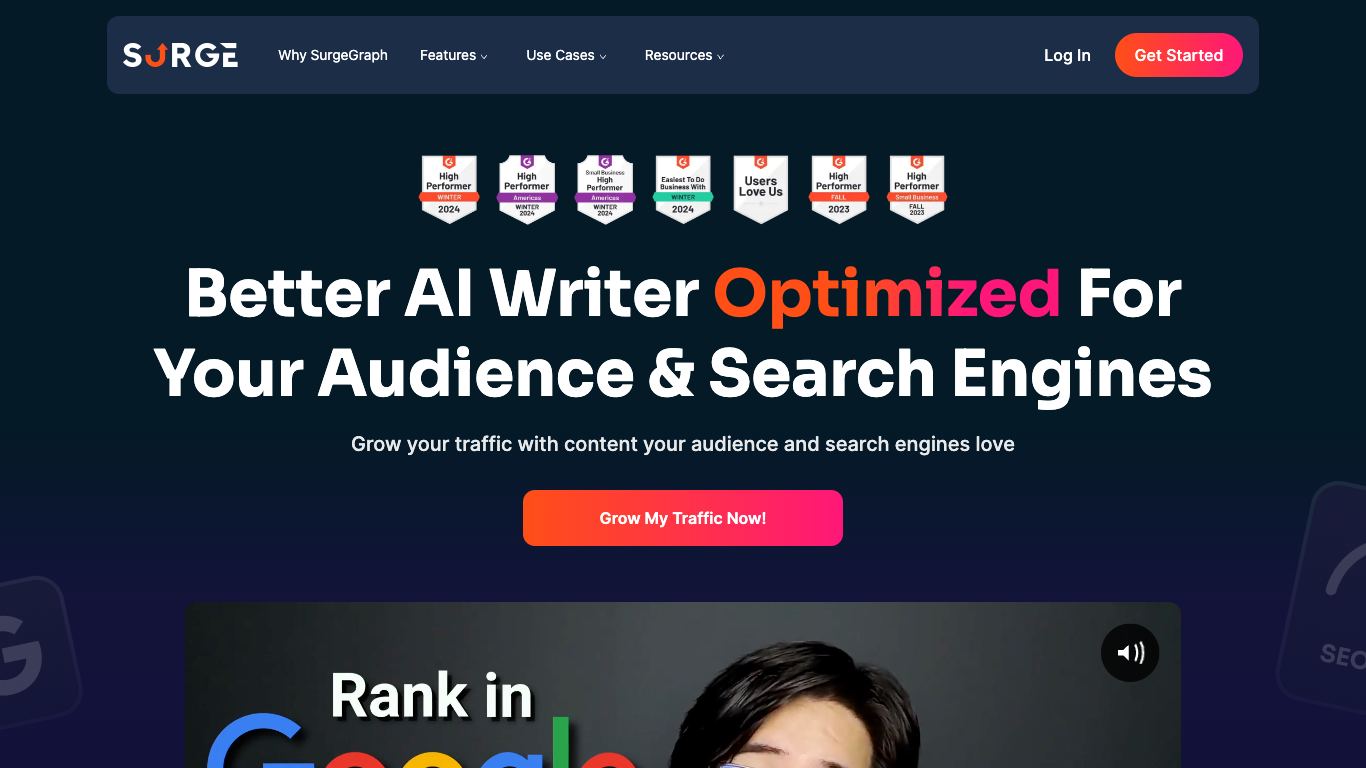 SURGE
Why SurgeGraph
Features
Use Cases
Resources
Log In
Get Started
High
Performer
WINTER
2024
High
Performer
Americas
WINTER
2024
Small Business
High
Performer
Americas
WINTER
2024
Easiest To Do
Business With
WINTER
2024
Users
Love Us
High
Performer
FALL
2023
High
Performer
Small Business
FALL
2023
Better AI Writer Optimized For
Your Audience & Search Engines
Grow your traffic with content your audience and search engines love
Grow My Traffic Now!
G
SEO
Rank in
Google